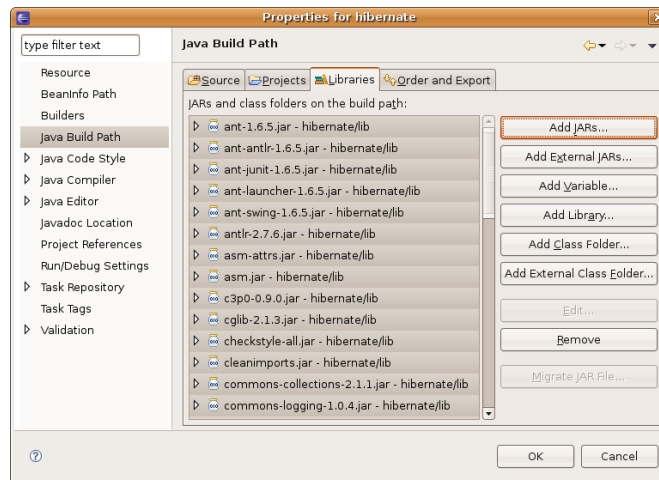 Properties for hibernate
type filter text
Java Build Path
Resource
BeanInfo Path
Builders
Java Build Path
Java Code Style
Java Compiler
Java Editor
Javadoc Location
Project References
Run/Debug Settings
Task Repository
Task Tags
Validation
Source Projects Libraries Order and Export
JARs and class folders on the build path:
ant-1.6.5.jar - hibernate/lib
ant-antlr-1.6.5.jar - hibernate/lib
ant-junit-1.6.5.jar - hibernate/lib
ant-launcher-1.6.5.jar - hibernate/lib
ant-swing-1.6.5.jar - hibernate/lib
antlr-2.7.6.jar - hibernate/lib
asm-attrs.jar - hibernate/lib
asm.jar - hibernate/lib
c3p0-0.9.0.jar - hibernate/lib
cglib-2.1.3.jar - hibernate/lib
checkstyle-all.jar - hibernate/lib
cleanimports.jar - hibernate/lib
commons-collections-2.1.1.jar - hibernate/lib
commons-logging-1.0.4.jar - hibernate/lib
Add JARs...
Add External JARs...
Add Variable...
Add Library...
Add Class Folder...
Add External Class Folder...
Edit...
Remove
Migrate JAR File...
OK
Cancel